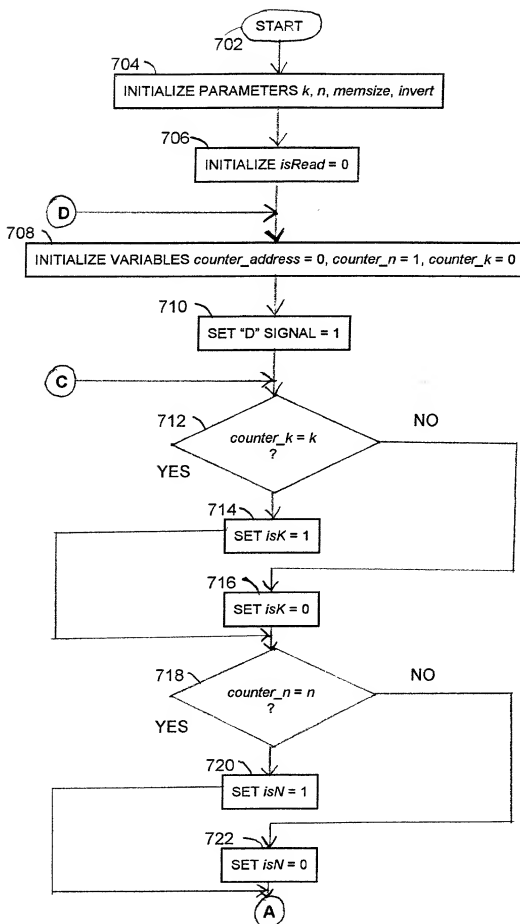 START
702
704
INITIALIZE PARAMETERS k, n, memsize, invert
706
INITIALIZE isRead = 0
D
708
INITIALIZE VARIABLES counter_address = 0, counter_n = 1, counter_k = 0
710
SET "D" SIGNAL = 1
C
712
counter_k = k
?
NO
YES
714
SET isK = 1
716
SET isK = 0
718
counter_n = n
?
NO
YES
720
SET isN = 1
722
SET isN = 0
A